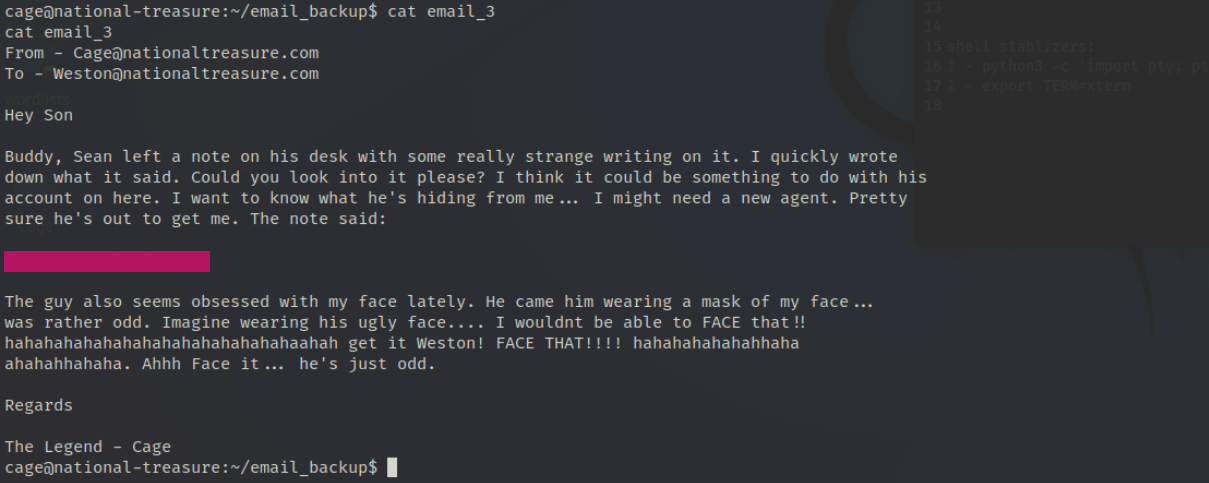 cage@national-treasure:~/email_backup$ cat email_3
cat email_3
From - Cage@nationaltreasure.com
To - Weston@nationaltreasure.com
wordlists
Hey Son
Buddy, Sean left a note on his desk with some really strange writing on it. I quickly wrote
down what it said. Could you look into it please? I think it could be something to do with his
account on here. I want to know what he's hiding from me... I might need a new agent. Pretty
sure he's out to get me. The note said:
The guy also seems obsessed with my face lately. He came him wearing a mask of my face...
was rather odd. Imagine wearing his ugly face.... I wouldnt be able to FACE that!!
hahahahahahahahahahahahahahahaahah get it Weston! FACE THAT!!!! hahahahahahahhaha
ahahahhahaha. Ahhh Face it... he's just odd.
Regards
The Legend - Cage
cage@national-treasure:~/email_backup$
13
14
15 shell stablizers:
16 1 - python3 -c 'import pty; pt
17 2 - export TERM=xterm
18